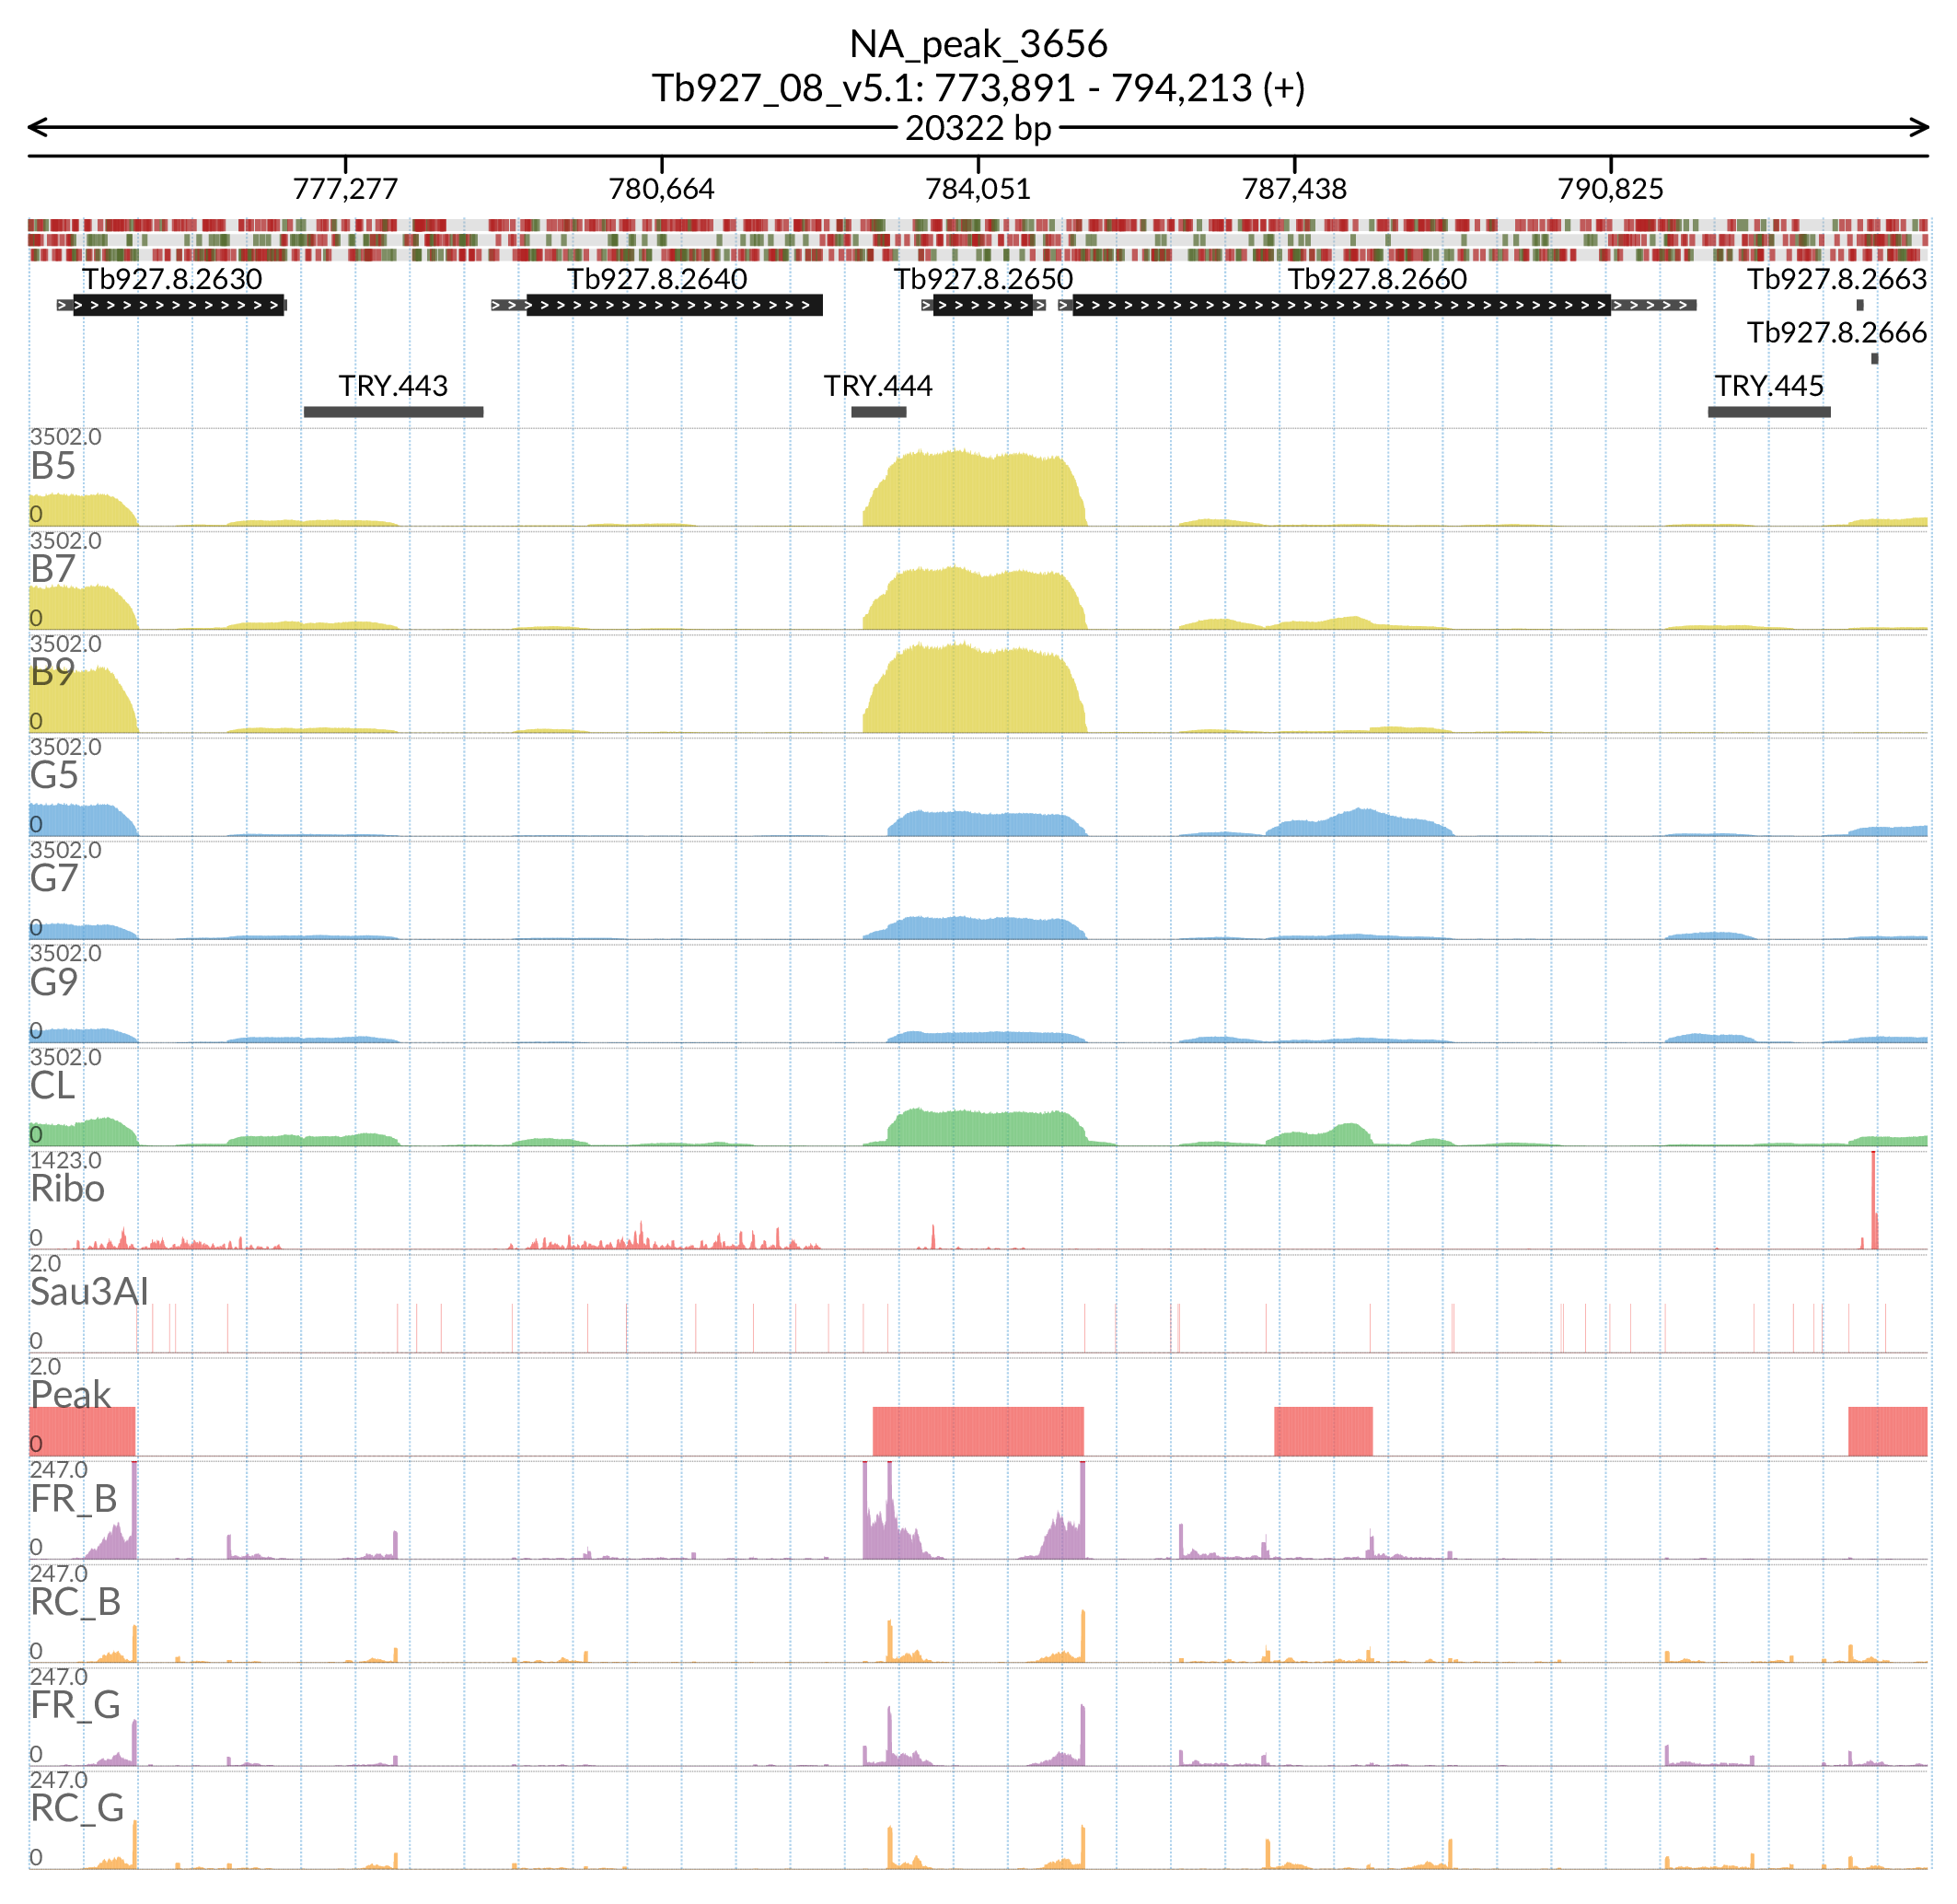 NA_peak_3656
Tb927_08_v5.1: 773,891 - 794,213 (+)
20322 bp
777,277 780,664 784,051 787,438 790,825
Tb927.8.2630 Tb927.8.2640 Tb927.8.2650 Tb927.8.2660 Tb927.8.2663
Tb927.8.2666
TRY.443 TRY.444 TRY.445
3502.0
B5
0
3502.0
B7
0
3502.0
B9
0
3502.0
G5
0
3502.0
G7
0
3502.0
G9
0
3502.0
CL
0
1423.0
Ribo
0
2.0
Sau3AI
0
2.0
Peak
0
247.0
FR_B
0
247.0
RC_B
0
247.0
FR_G
0
247.0
RC_G
0